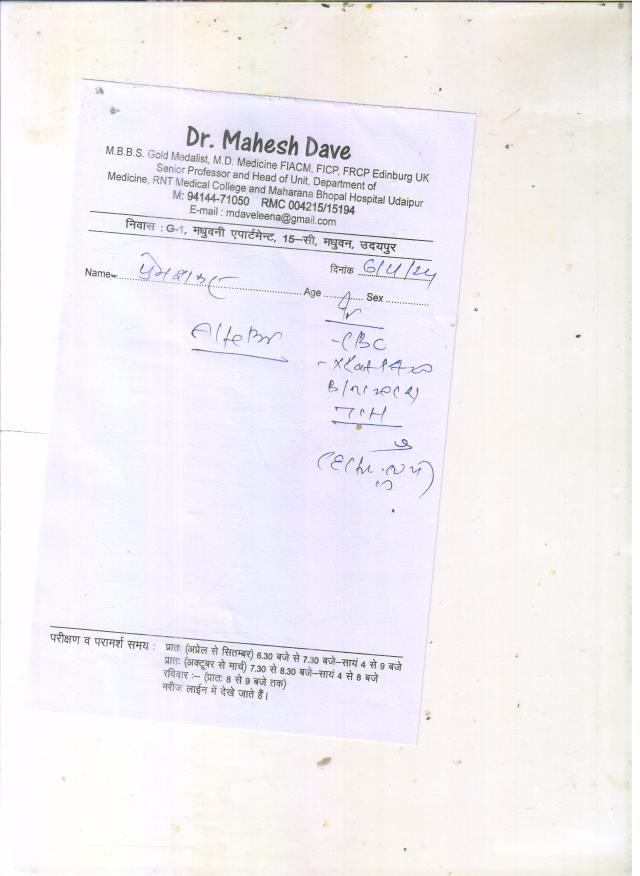 Dr. Mahesh Dave
M.B.B.S. Gold Medalist, M.D. Medicine FIACM, FICP, FRCP Edinburg UK
Senior Professor and Head of Unit, Department of
Medicine, RNT Medical College and Maharana Bhopal Hospital Udaipur
M: 94144-71050 RMC 004215/15194
E-mail : mdaveleena@gmail.com
निवास : G-1, मधुवनी एपार्टमेन्ट, 15–सी, मधुवन, उदयपुर
दिनांक
Name Age Sex
CBC
परीक्षण व परामर्श समय : प्रातः (अप्रेल से सितम्बर) 6.30 बजे से 7.30 बजे–सायं 4 से 9 बजे
प्रातः (अक्टूबर से मार्च) 7.30 से 8.30 बजे–सायं 4 से 8 बजे
रविवार :– (प्रातः 8 से 9 बजे तक)
मरीज लाईन में देखे जाते हैं।